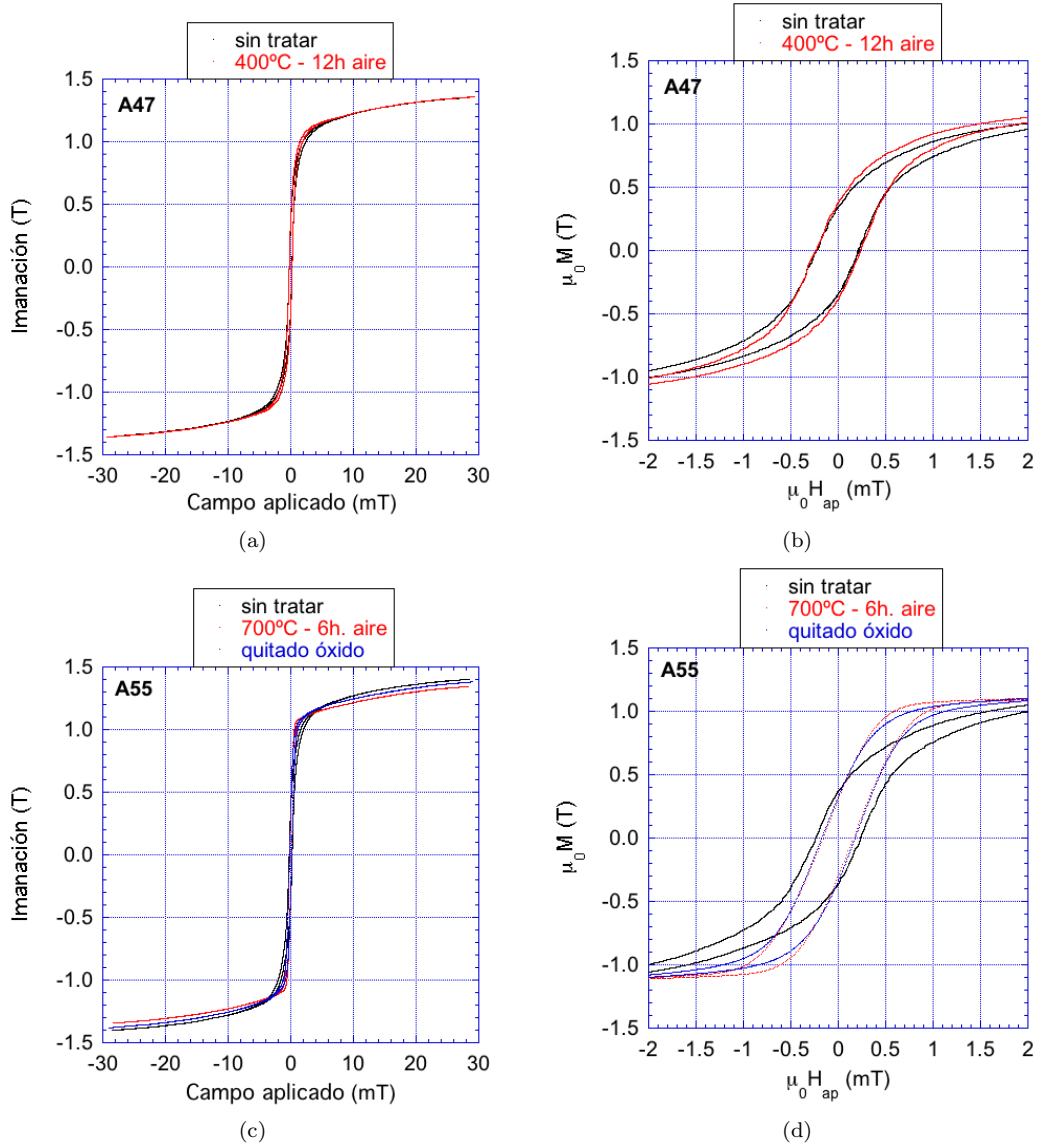 sin tratar
400ºC - 12h aire
A47
Imanación (T)
1.5
1.0
0.5
0.0
-0.5
-1.0
-1.5
-30 -20 -10 0 10 20 30
Campo aplicado (mT)
(a)
sin tratar
400ºC - 12h aire
A47
μ0M (T)
1.5
1.0
0.5
0.0
-0.5
-1.0
-1.5
-2 -1.5 -1 -0.5 0 0.5 1 1.5 2
μ0Hap (mT)
(b)
sin tratar
700ºC - 6h. aire
quitado óxido
A55
Imanación (T)
1.5
1.0
0.5
0.0
-0.5
-1.0
-1.5
-30 -20 -10 0 10 20 30
Campo aplicado (mT)
(c)
sin tratar
700ºC - 6h. aire
quitado óxido
A55
μ0M (T)
1.5
1.0
0.5
0.0
-0.5
-1.0
-1.5
-2 -1.5 -1 -0.5 0 0.5 1 1.5 2
μ0Hap (mT)
(d)